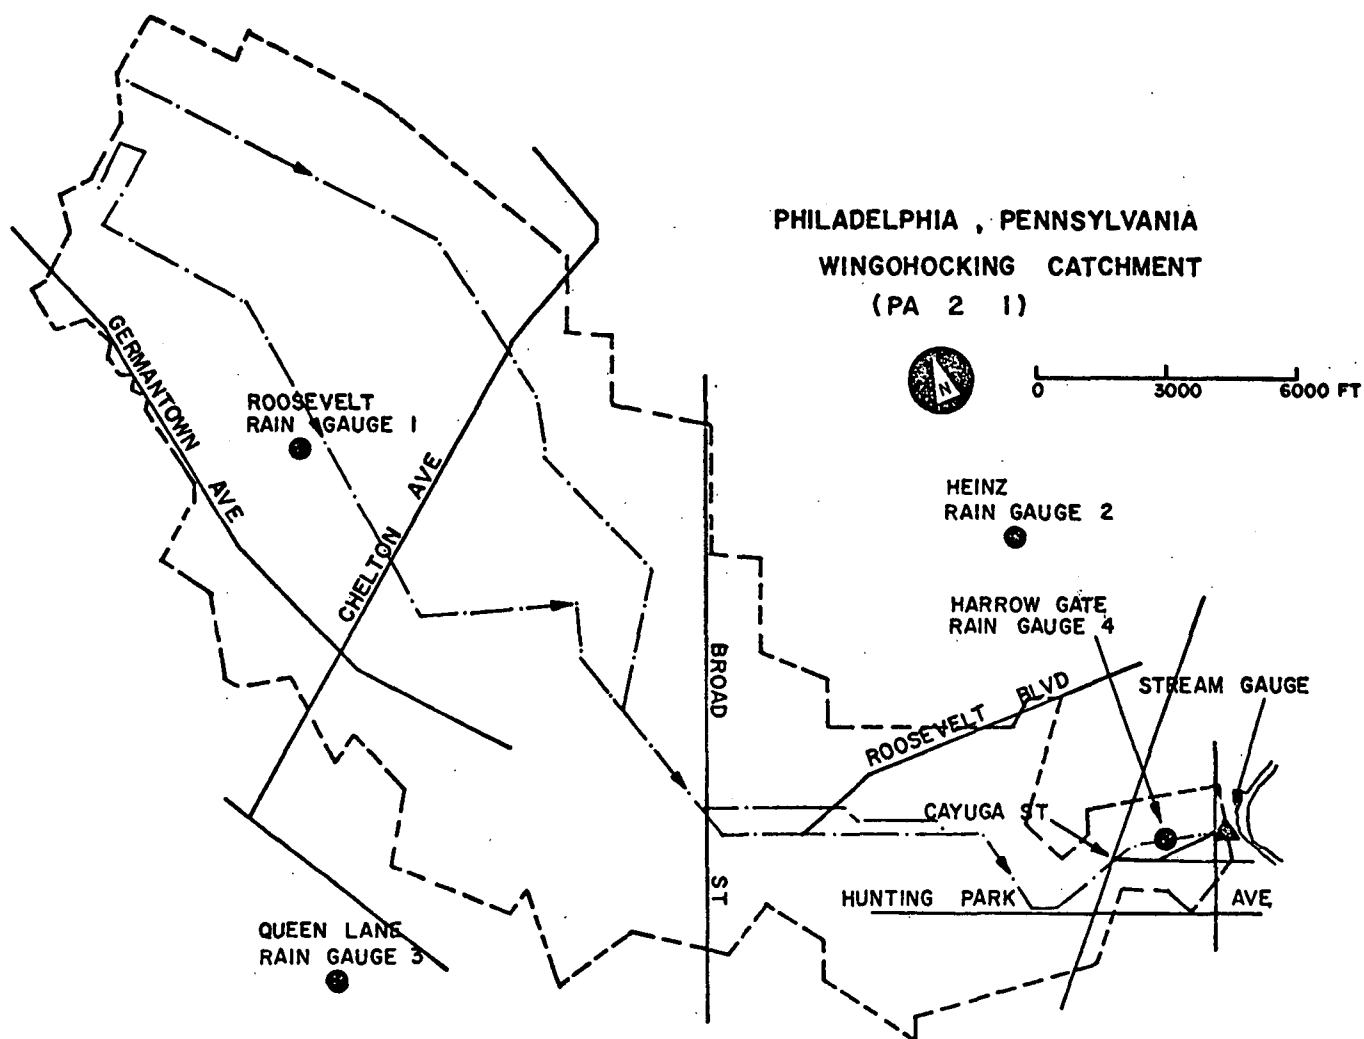 PHILADELPHIA , PENNSYLVANIA
WINGOHOCKING CATCHMENT
(PA 2 1)
N
0 3000 6000 FT
GERMANTOWN AVE
ROOSEVELT
RAIN GAUGE 1
CHELTON AVE
HEINZ
RAIN GAUGE 2
HARROW GATE
RAIN GAUGE 4
STREAM GAUGE
BROAD ST
ROOSEVELT BLVD
CAYUGA ST
HUNTING PARK AVE,
QUEEN LANE
RAIN GAUGE 3